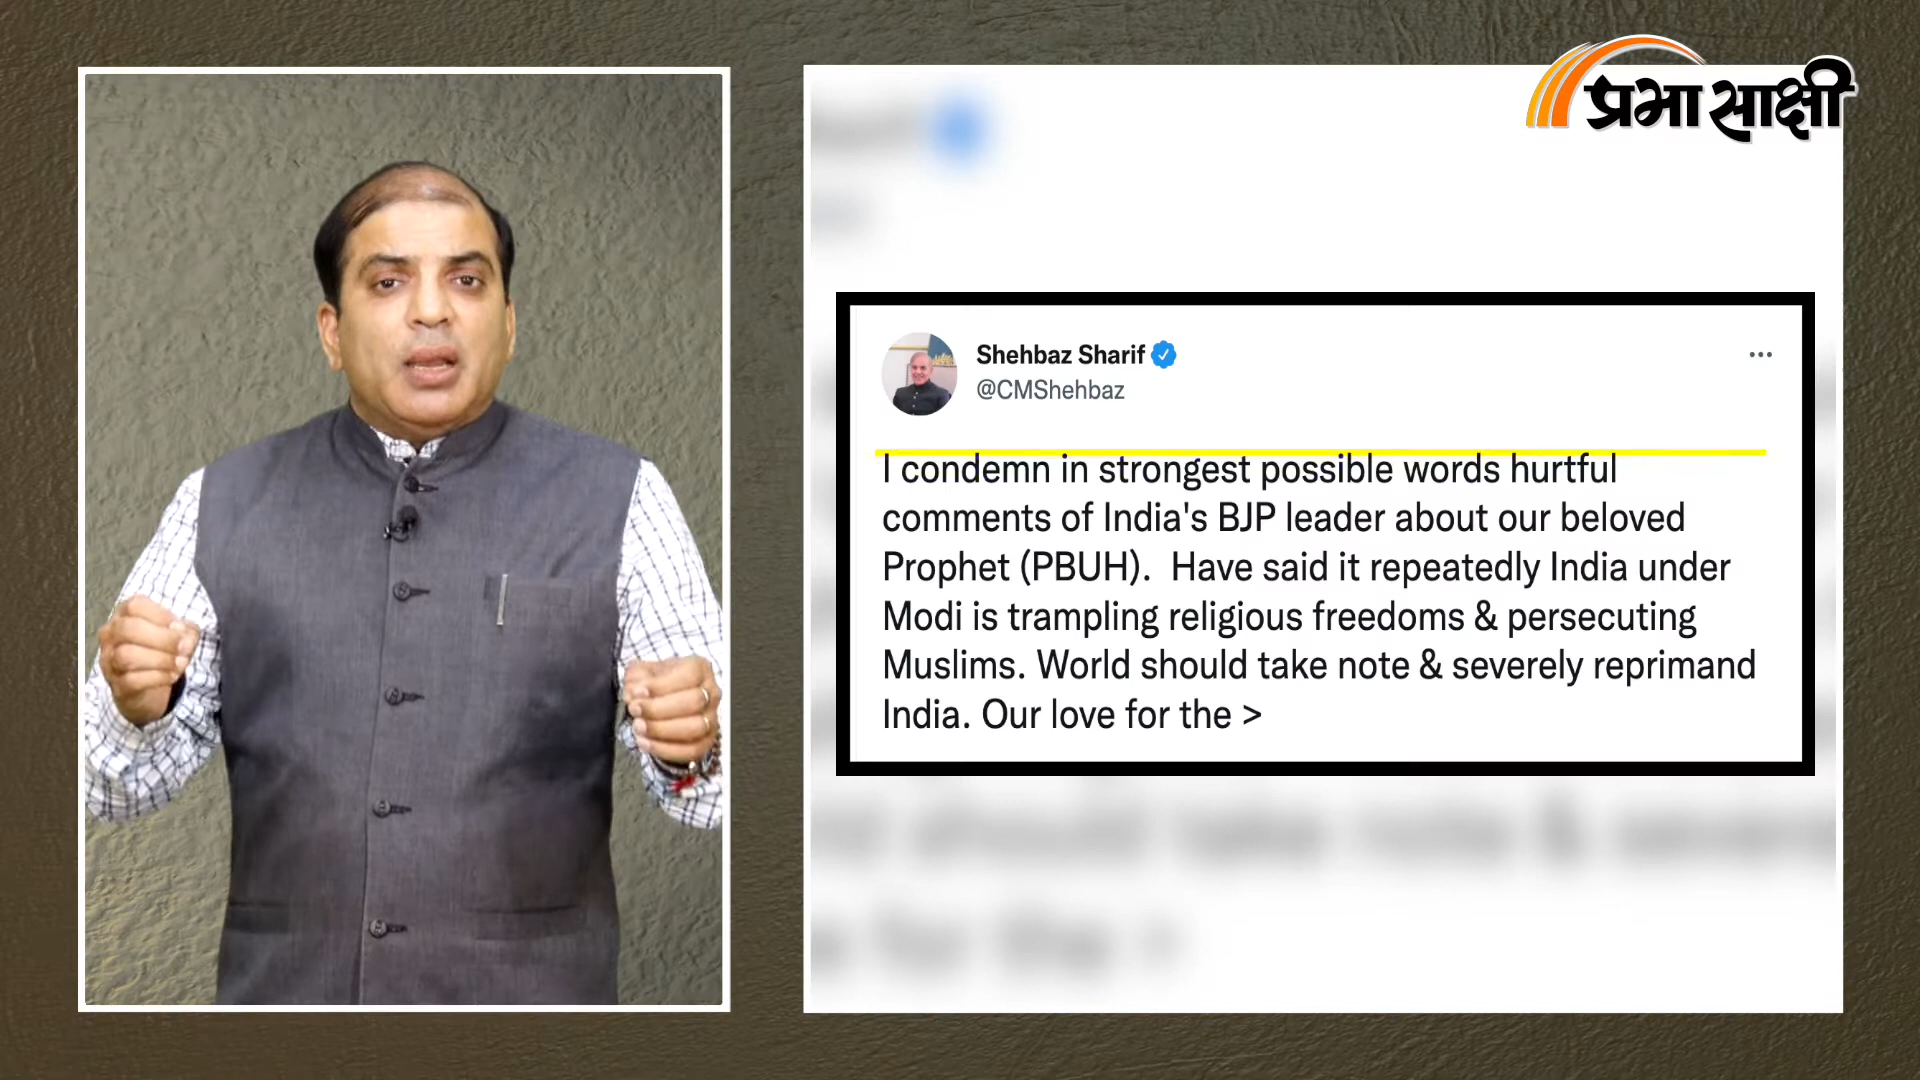 प्रभासाक्षी
Shehbaz Sharif
@CMShehbaz
I condemn in strongest possible words hurtful
comments of India's BJP leader about our beloved
Prophet (PBUH). Have said it repeatedly India under
Modi is trampling religious freedoms & persecuting
Muslims. World should take note & severely reprimand
India. Our love for the >